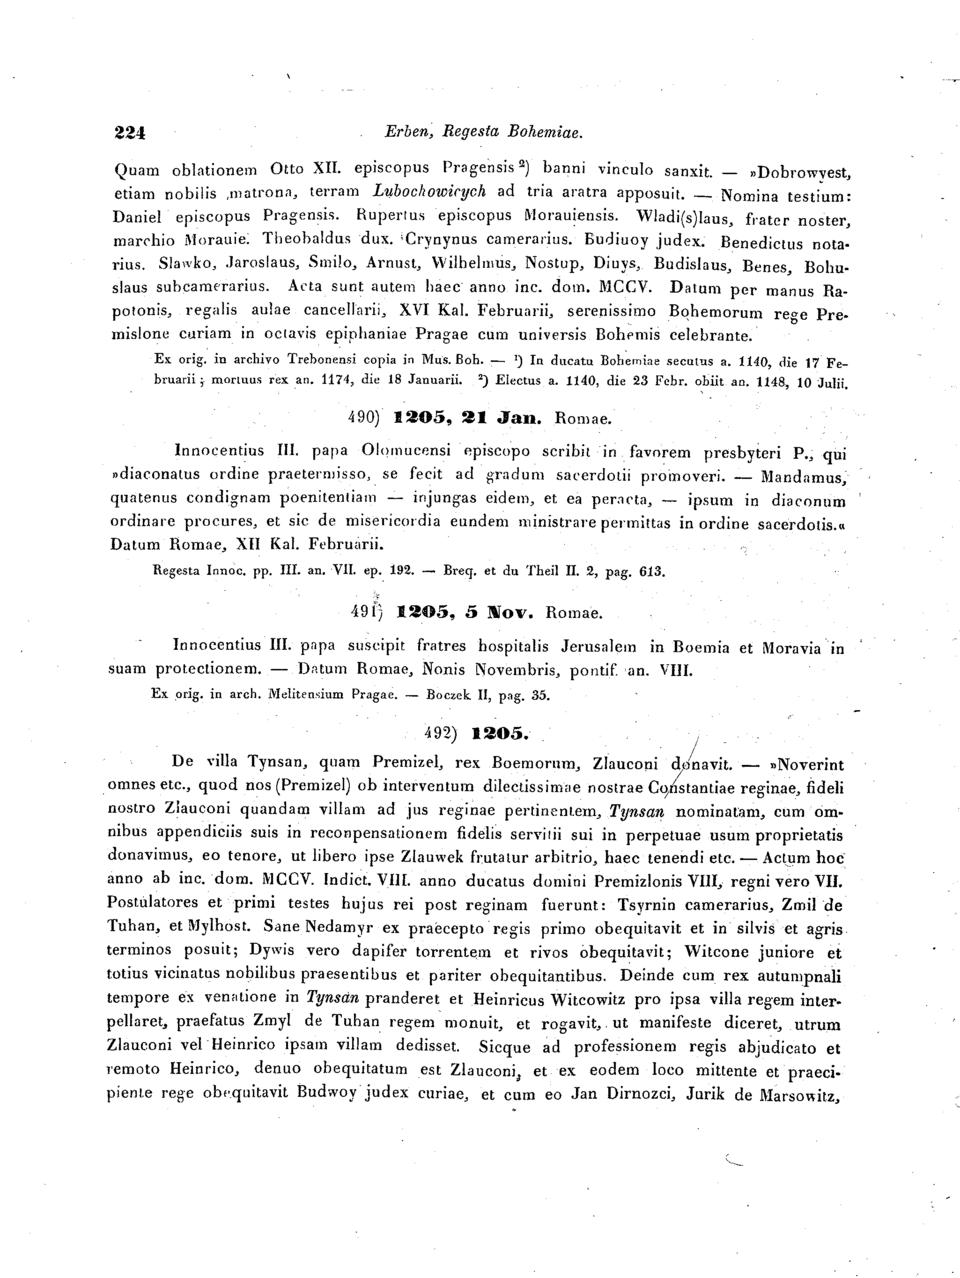 224 Erben, Regesta Bohemiae.
Quam oblationem Otto XII. episcopus Pragensis ²) banni vinculo sanxit. — »Dobrowyest,
etiam nobilis matrona, terram Lubochowicych ad tria aratra apposuit. — Nomina testium:
Daniel episcopus Pragensis. Rupertus episcopus Morauiensis. Wladi(s)laus, frater noster,
marchio Morauie. Theobaldus dux. Crynynus camerarius. Budiuoy judex. Benedictus nota-
rius. Slawko, Jaroslaus, Smilo, Arnust, Wilhelmus, Nostup, Diuys, Budislaus, Benes, Bohu-
slaus subcamerarius. Acta sunt autem haec anno inc. dom. MCCV. Datum per manus Ra-
potonis, regalis aulae cancellarii, XVI Kal. Februarii, serenissimo Bohemorum rege Pre-
mislone curiam in octavis epiphaniae Pragae cum universis Bohemis celebrante.
Ex orig. in archivo Trebonensi copia in Mus. Boh. — ¹) In ducatu Bohemiae secutus a. 1140, die 17 Fe-
bruarii; mortuus rex an. 1174, die 18 Januarii. ²) Electus a. 1140, die 23 Febr. obiit an. 1148, 10 Julii.
490) 1205, 21 Jan. Romae.
Innocentius III. papa Olomucensi episcopo scribit in favorem presbyteri P., qui
»diaconatus ordine praetermisso, se fecit ad gradum sacerdotii promoveri. — Mandamus,
quatenus condignam poenitentiam — injungas eidem, et ea peracta, — ipsum in diaconum
ordinare procures, et sic de misericordia eundem ministrare permittas in ordine sacerdotis.«
Datum Romae, XII Kal. Februarii.
Regesta Innoc. pp. III. an. VII. ep. 192. — Breq. et du Theil II. 2, pag. 613.
491) 1205, 5 Nov. Romae.
Innocentius III. papa suscipit fratres hospitalis Jerusalem in Boemia et Moravia in
suam protectionem. — Datum Romae, Nonis Novembris, pontif. an. VIII.
Ex orig. in arch. Melitensium Pragae. — Boczek II, pag. 35.
492) 1205.
De villa Tynsan, quam Premizel, rex Boemorum, Zlauconi donavit. — »Noverint
omnes etc., quod nos (Premizel) ob interventum dilectissimae nostrae Constantiae reginae, fideli
nostro Zlauconi quandam villam ad jus reginae pertinentem, Tynsan nominatam, cum om-
nibus appendiciis suis in reconpensationem fidelis servitii sui in perpetuae usum proprietatis
donavimus, eo tenore, ut libero ipse Zlauwek frutatur arbitrio, haec tenendi etc. — Actum hoc
anno ab inc. dom. MCCV. Indict. VIII. anno ducatus domini Premizlonis VIII, regni vero VII.
Postulatores et primi testes hujus rei post reginam fuerunt: Tsyrnin camerarius, Zmil de
Tuhan, et Mylhost. Sane Nedamyr ex praecepto regis primo obequitavit et in silvis et agris
terminos posuit; Dywis vero dapifer torrentem et rivos obequitavit; Witcone juniore et
totius vicinatus nobilibus praesentibus et pariter obequitantibus. Deinde cum rex autumpnali
tempore ex venatione in Tynsan pranderet et Heinricus Witcowitz pro ipsa villa regem inter-
pellaret, praefatus Zmyl de Tuhan regem monuit, et rogavit, ut manifeste diceret, utrum
Zlauconi vel Heinrico ipsam villam dedisset. Sicque ad professionem regis abjudicato et
remoto Heinrico, denuo obequitatum est Zlauconi, et ex eodem loco mittente et praeci-
piente rege obequitavit Budwoy judex curiae, et cum eo Jan Dirnozci, Jurik de Marsowitz,